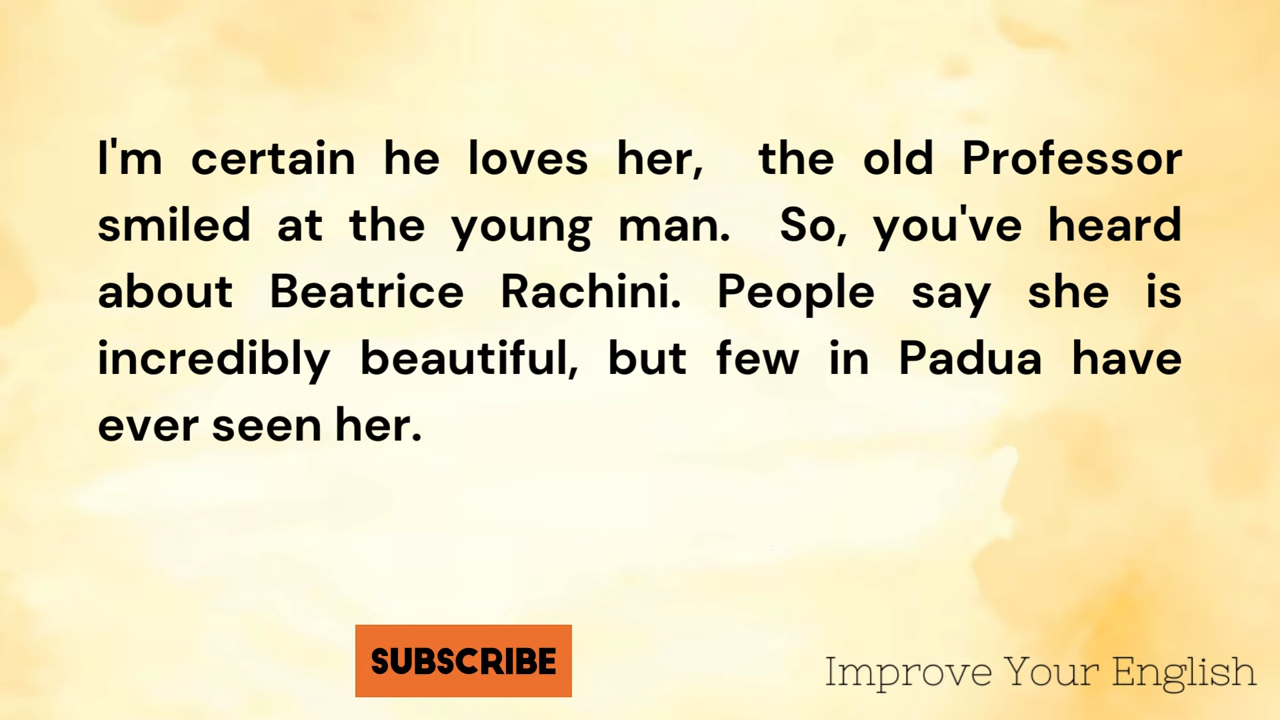 I'm certain he loves her, the old Professor
smiled at the young man. So, you've heard
about Beatrice Rachini. People say she is
incredibly beautiful, but few in Padua have
ever seen her.
SUBSCRIBE
Improve Your English